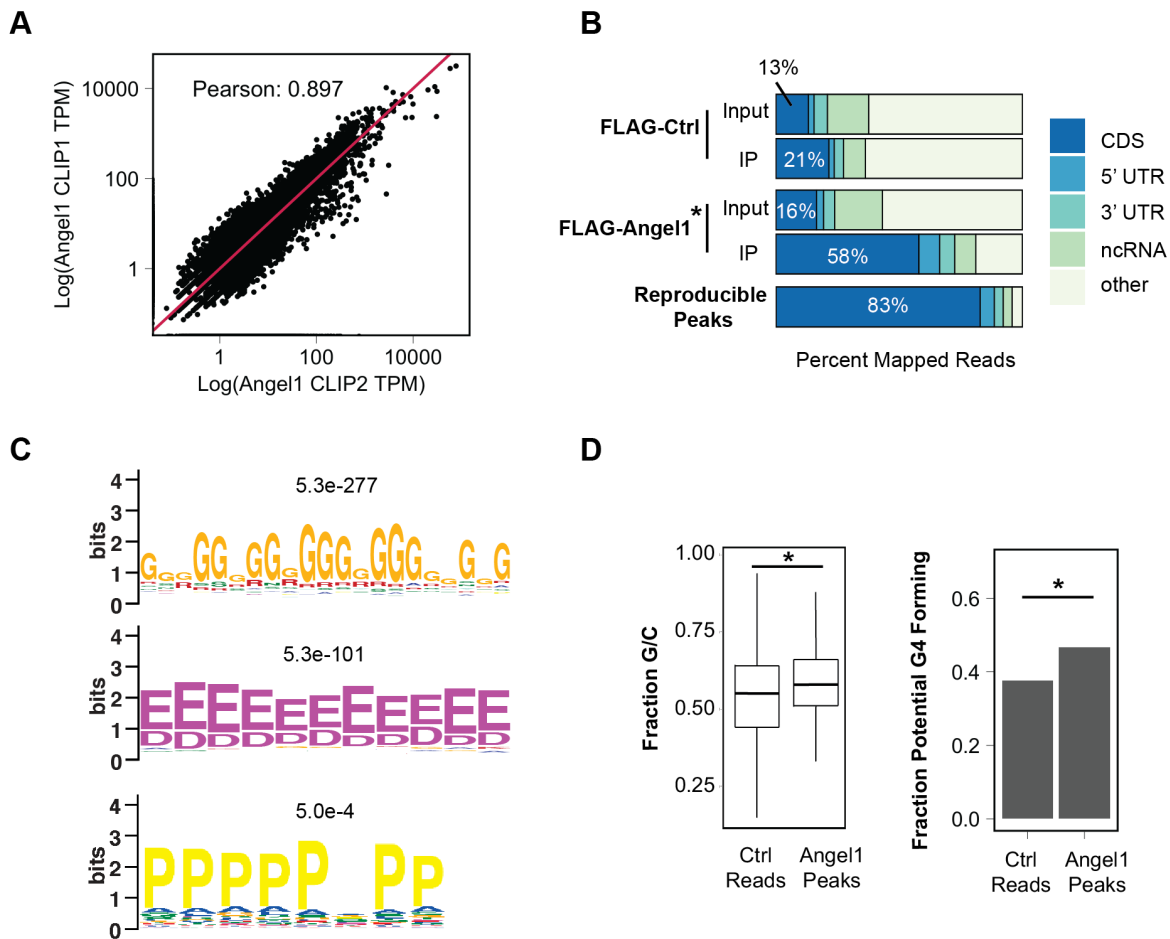 A
Pearson: 0.897
10000
100
1
Log(Angel1 CLIP1 TPM)
1 100 10000
Log(Angel1 CLIP2 TPM)
B
13%
FLAG-Ctrl
Input
IP
21%
FLAG-Angel1*
Input
16%
IP
58%
Reproducible
Peaks
83%
Percent Mapped Reads
CDS
5' UTR
3' UTR
ncRNA
other
C
5.3e-277
4
3
2
1
0
bits
GGGGGGGGGGGGGGGGGGGGG
5.3e-101
4
3
2
1
0
bits
EEEEEEEEEEE
DDDDDDDDDDD
5.0e-4
4
3
2
1
0
bits
PPPPP PP
D
1.00
0.75
0.50
0.25
Fraction G/C
*
Ctrl
Reads
Angel1
Peaks
0.6
0.4
0.2
0.0
Fraction Potential G4 Forming
*
Ctrl
Reads
Angel1
Peaks